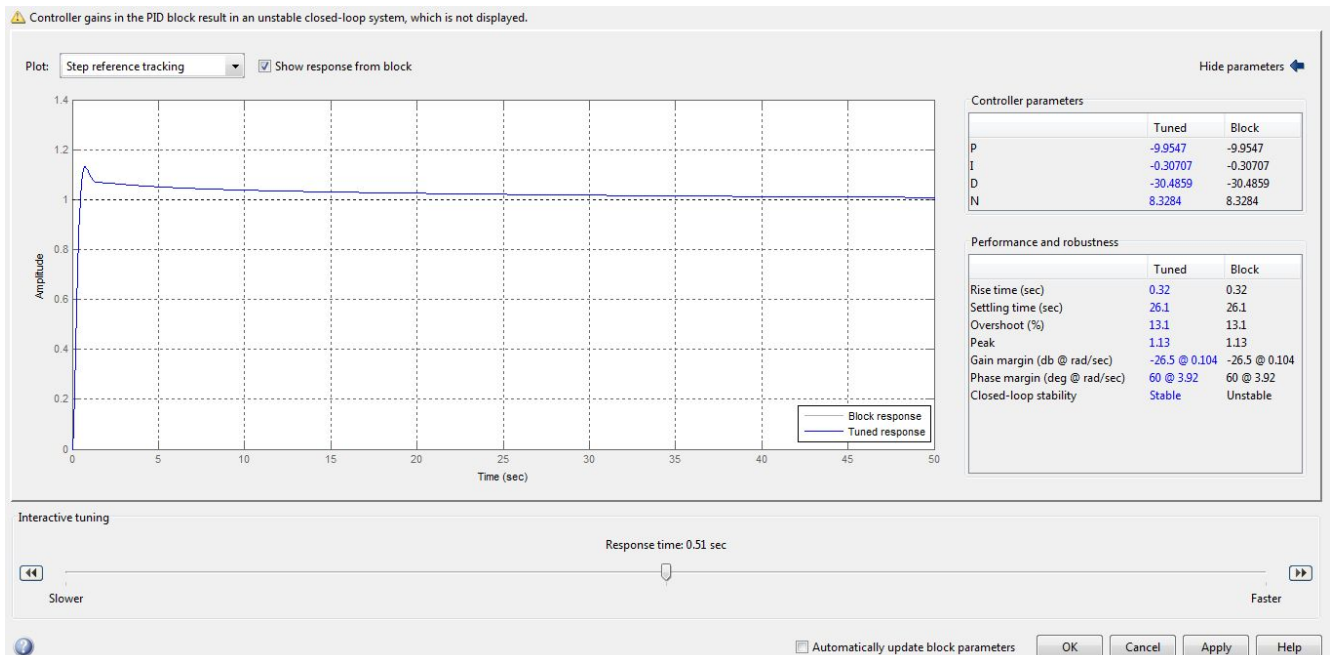 Controller gains in the PID block result in an unstable closed-loop system, which is not displayed.
Plot: Step reference tracking Show response from block Hide parameters
1.4
1.2
1
0.8
0.6
0.4
0.2
0
Amplitude
0 5 10 15 20 25 30 35 40 45 50
Time (sec)
Block response
Tuned response
Controller parameters
Tuned Block
P -9.9547 -9.9547
I -0.30707 -0.30707
D -30.4859 -30.4859
N 8.3284 8.3284
Performance and robustness
Tuned Block
Rise time (sec) 0.32 0.32
Settling time (sec) 26.1 26.1
Overshoot (%) 13.1 13.1
Peak 1.13 1.13
Gain margin (db @ rad/sec) -26.5 @ 0.104 -26.5 @ 0.104
Phase margin (deg @ rad/sec) 60 @ 3.92 60 @ 3.92
Closed-loop stability Stable Unstable
Interactive tuning
Response time: 0.51 sec
Slower Faster
Automatically update block parameters OK Cancel Apply Help